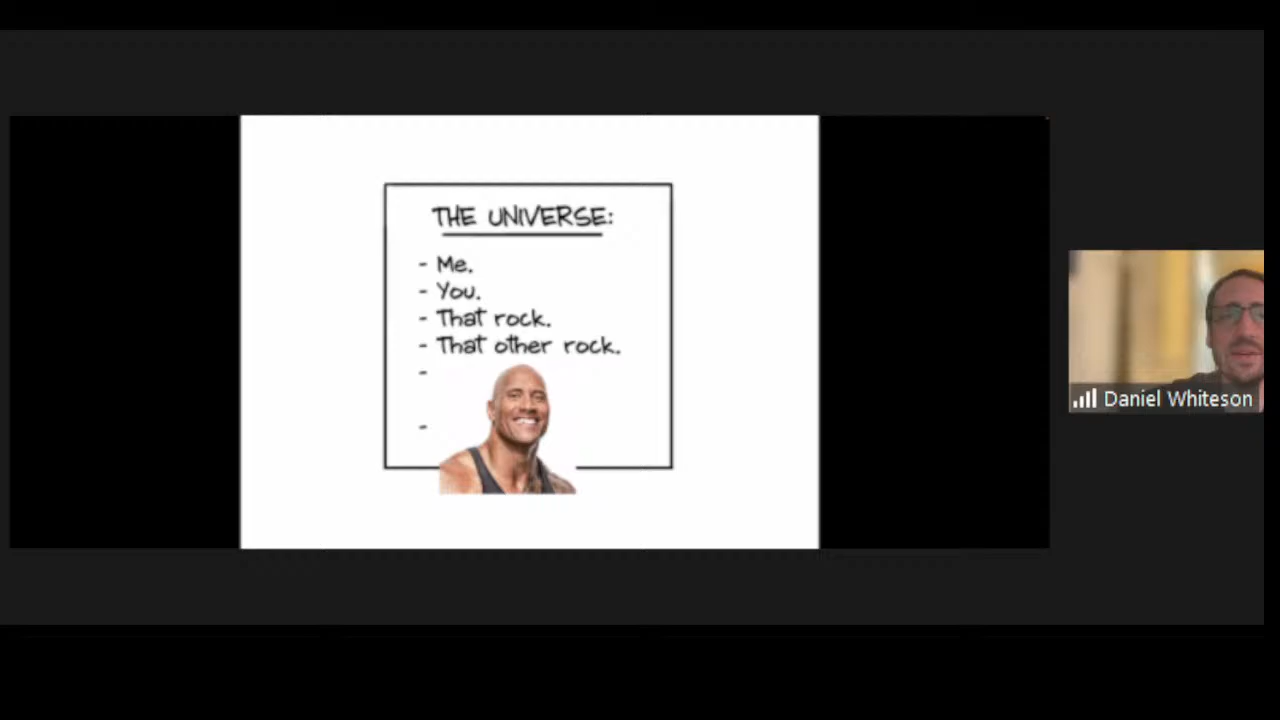 THE UNIVERSE:
- Me.
- You.
- That rock.
- That other rock.
-
-
Daniel Whiteson